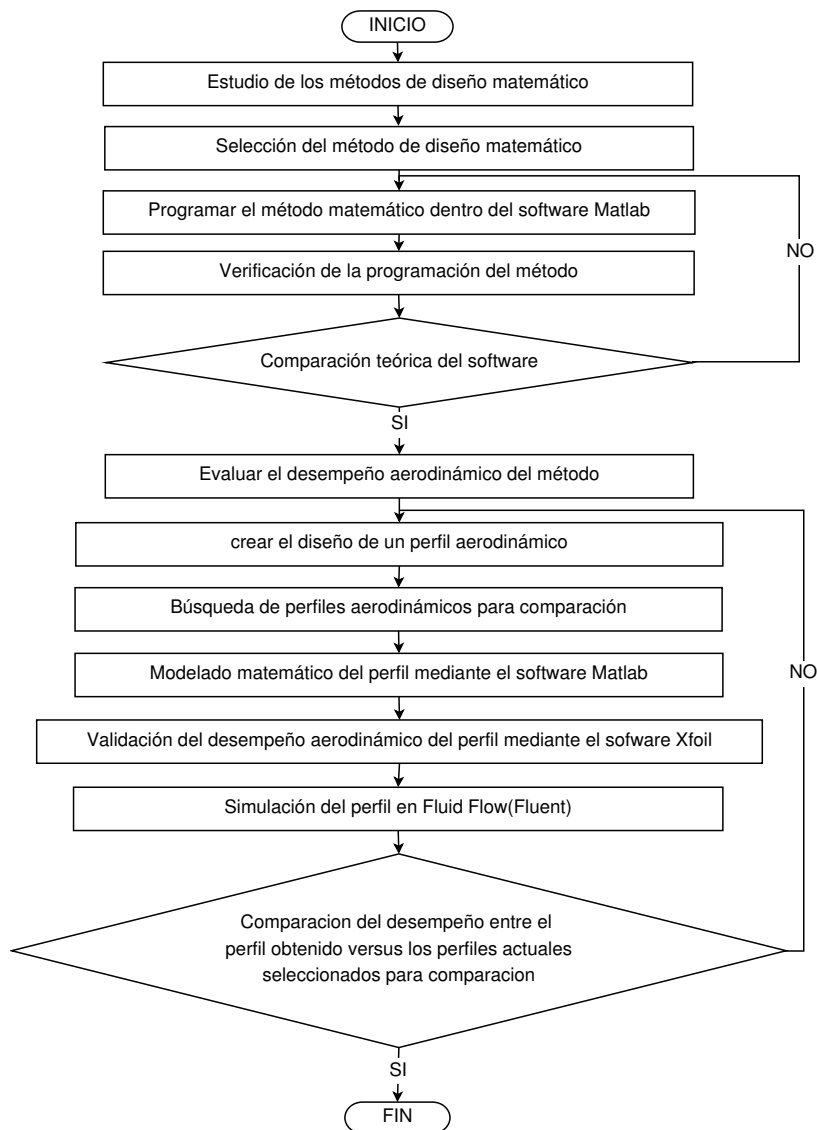 INICIO
Estudio de los métodos de diseño matemático
Selección del método de diseño matemático
Programar el método matemático dentro del software Matlab
NO
Verificación de la programación del método
Comparación teórica del software
SI
Evaluar el desempeño aerodinámico del método
crear el diseño de un perfil aerodinámico
Búsqueda de perfiles aerodinámicos para comparación
Modelado matemático del perfil mediante el software Matlab
NO
Validación del desempeño aerodinámico del perfil mediante el sofware Xfoil
Simulación del perfil en Fluid Flow(Fluent)
Comparacion del desempeño entre el
perfil obtenido versus los perfiles actuales
seleccionados para comparacion
SI
FIN